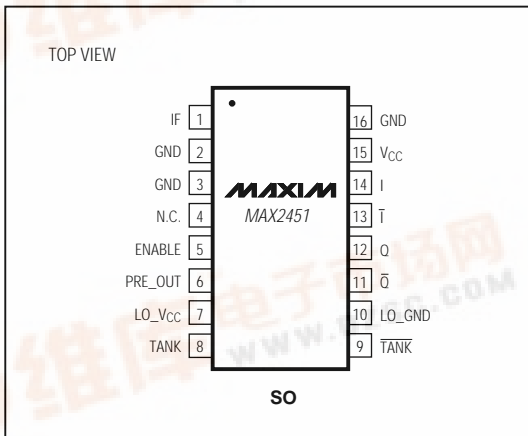 TOP VIEW
IF 1
GND 2
GND 3
N.C. 4
ENABLE 5
PRE_OUT 6
LO_VCC 7
TANK 8
MAXIM
MAX2451
16 GND
15 VCC
14 I
13 I̅
12 Q
11 Q̅
10 LO_GND
9 T̅A̅N̅K̅
SO